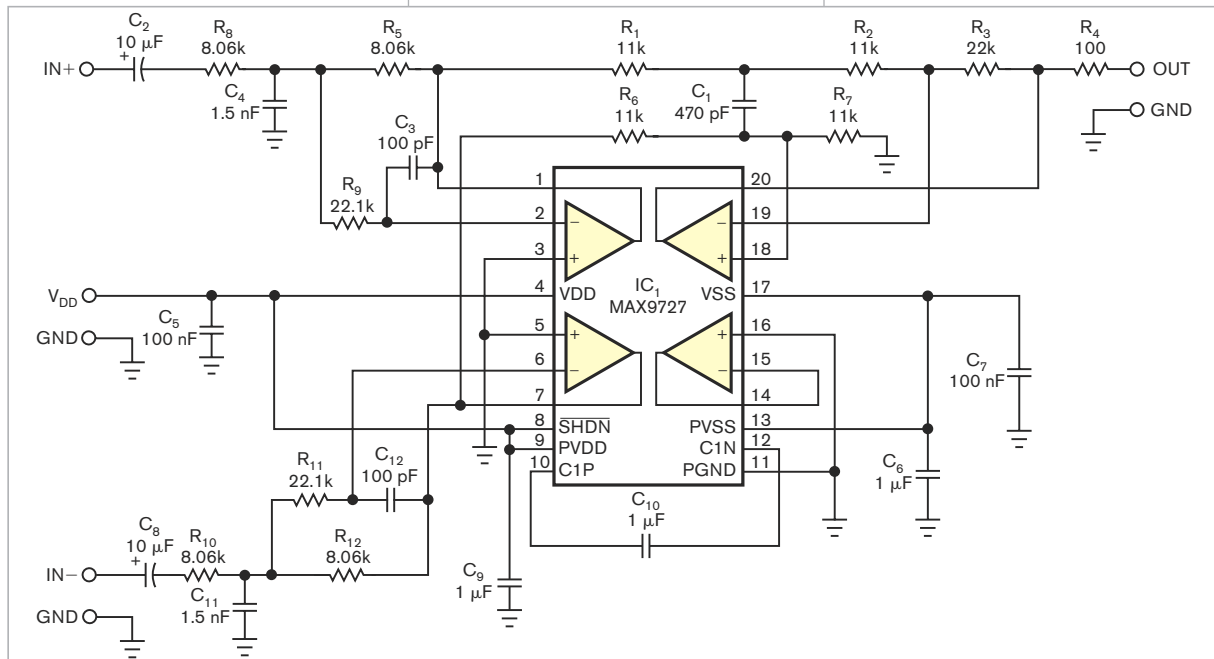 C2
10 µF
+
R8
8.06k
R5
8.06k
R1
11k
R2
11k
R3
22k
R4
100
IN+
OUT
C4
1.5 nF
C3
100 pF
R6
11k
C1
470 pF
R7
11k
GND
R9
22.1k
1
2
3
4
5
6
7
8
9
10
−
+
+
−
VDD
SHDN
PVDD
C1P
IC1
MAX9727
−
+
+
−
VSS
PVSS
C1N
PGND
20
19
18
17
16
15
14
13
12
11
VDD
C5
100 nF
GND
C7
100 nF
C6
1 µF
R11
22.1k
C12
100 pF
C10
1 µF
C8
10 µF
+
R10
8.06k
R12
8.06k
IN−
C11
1.5 nF
C9
1 µF
GND